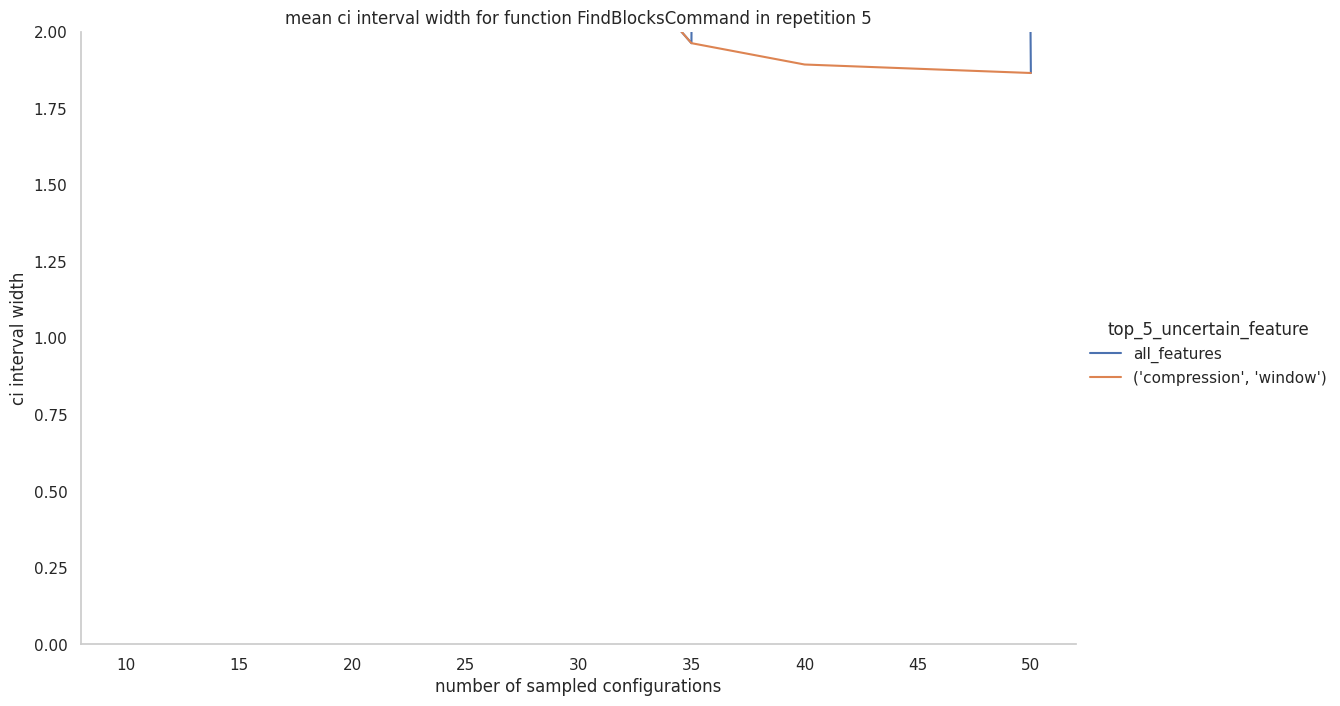 mean ci interval width for function FindBlocksCommand in repetition 5
2.00
1.75
1.50
1.25
1.00
0.75
0.50
0.25
0.00
ci interval width
10 15 20 25 30 35 40 45 50
number of sampled configurations
top_5_uncertain_feature
all_features
('compression', 'window')